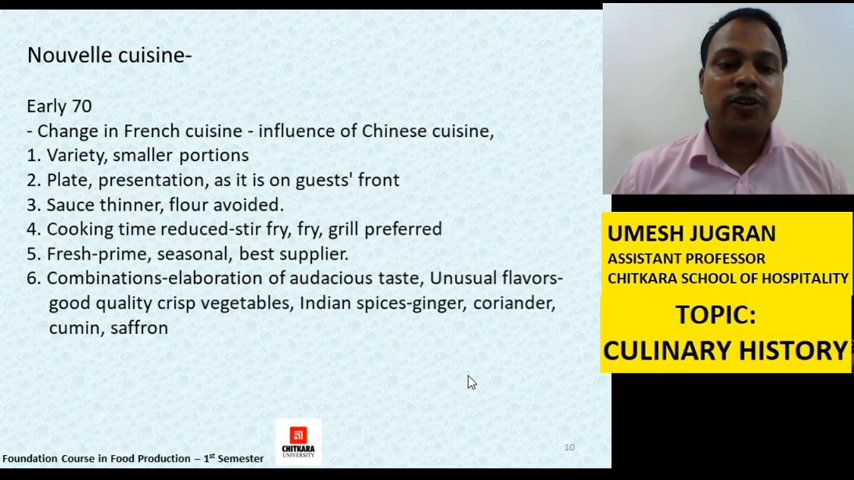 Nouvelle cuisine-
Early 70
- Change in French cuisine - influence of Chinese cuisine,
1. Variety, smaller portions
2. Plate, presentation, as it is on guests' front
3. Sauce thinner, flour avoided.
4. Cooking time reduced-stir fry, fry, grill preferred
5. Fresh-prime, seasonal, best supplier.
6. Combinations-elaboration of audacious taste, Unusual flavors-
good quality crisp vegetables, Indian spices-ginger, coriander,
cumin, saffron
UMESH JUGRAN
ASSISTANT PROFESSOR
CHITKARA SCHOOL OF HOSPITALITY
TOPIC:
CULINARY HISTORY
CHITKARA
UNIVERSITY
10
Foundation Course in Food Production – 1st Semester